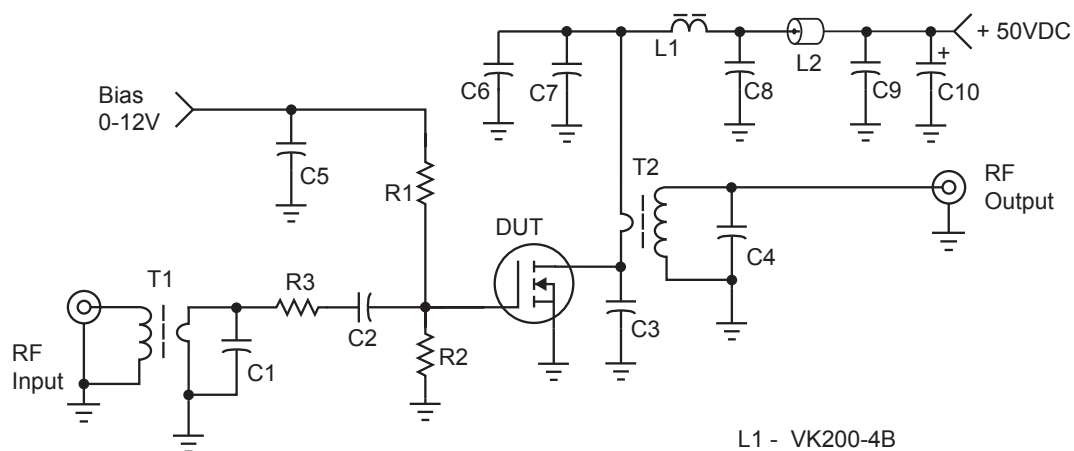 + 50VDC
L1
L2
C6
C7
C8
C9
+
C10
Bias
0-12V
C5
R1
T2
RF
Output
DUT
C4
T1
R3
C2
C3
RF
Input
C1
R2
L1 - VK200-4B